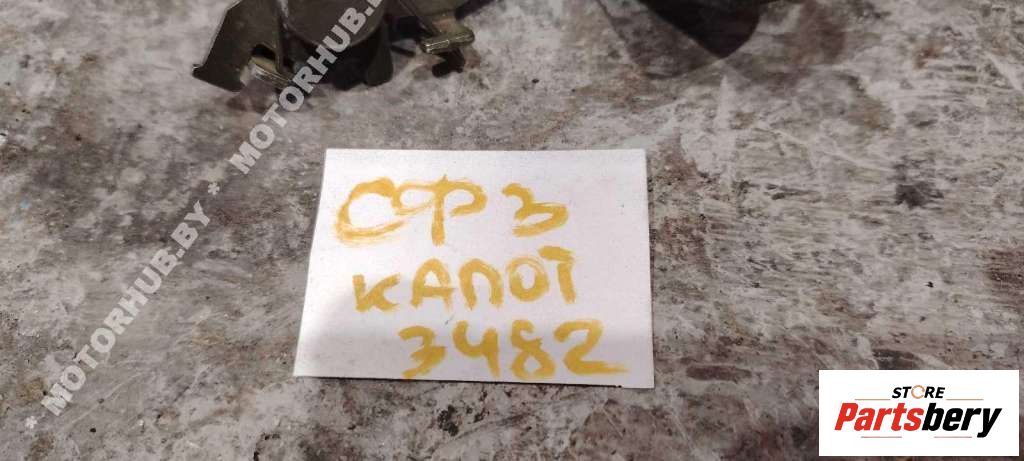 * MOTORHUB.BY * MOTORHUB.BY
СФ3
КАПОТ
3482
STORE
Partsbery